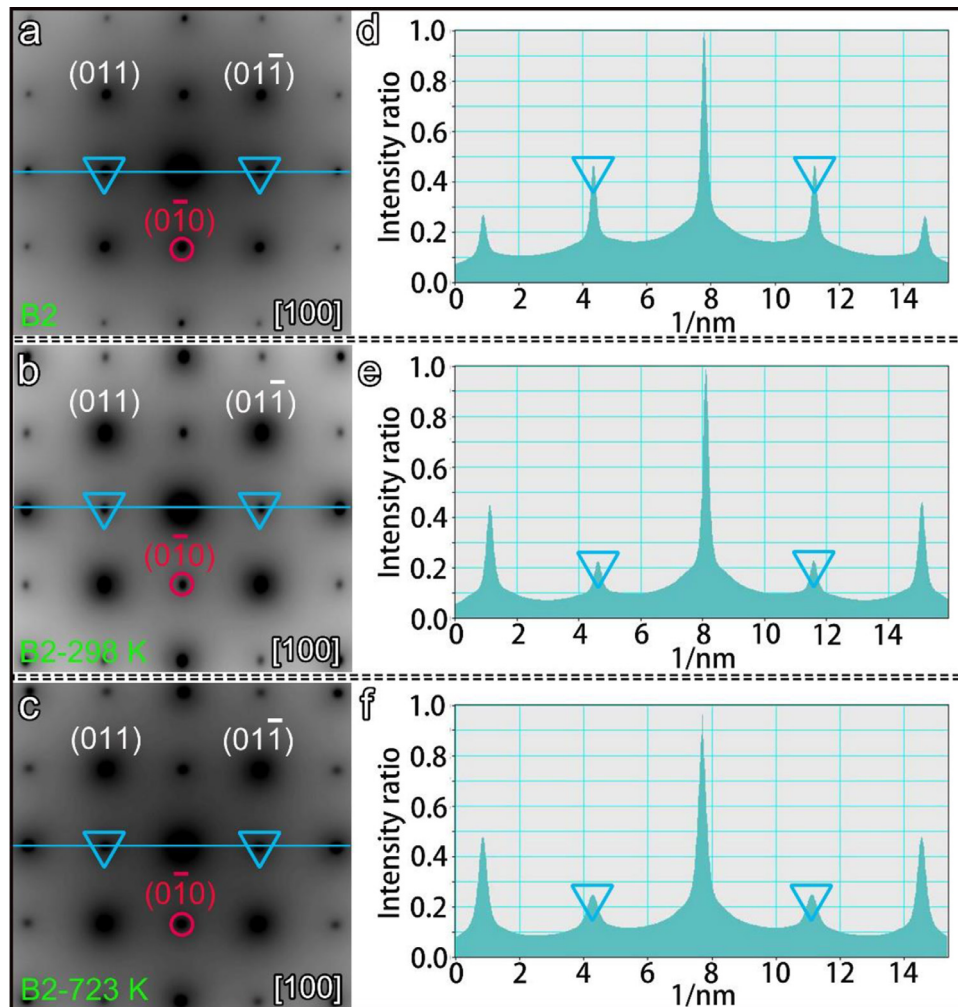 a
(011) (011̅)
(01̅0)
B2 [100]
d
Intensity ratio
1.0
0.8
0.6
0.4
0.2
0.0
0 2 4 6 8 10 12 14
1/nm
b
(011) (011̅)
(01̅0)
B2-298 K [100]
e
Intensity ratio
1.0
0.8
0.6
0.4
0.2
0.0
0 2 4 6 8 10 12 14
1/nm
c
(011) (011̅)
(01̅0)
B2-723 K [100]
f
Intensity ratio
1.0
0.8
0.6
0.4
0.2
0.0
0 2 4 6 8 10 12 14
1/nm